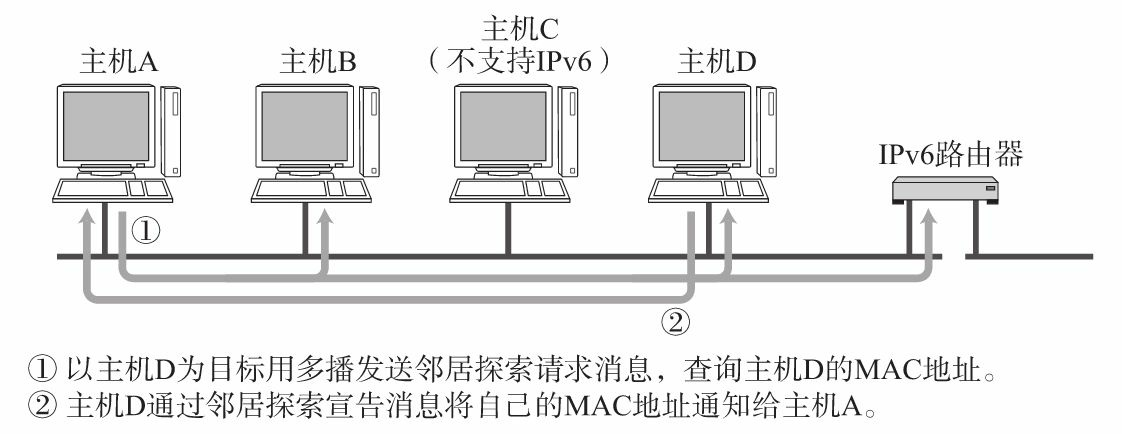 主机A
主机B
主机C
（不支持IPv6）
主机D
IPv6路由器
①
②
① 以主机D为目标用多播发送邻居探索请求消息，查询主机D的MAC地址。
② 主机D通过邻居探索宣告消息将自己的MAC地址通知给主机A。